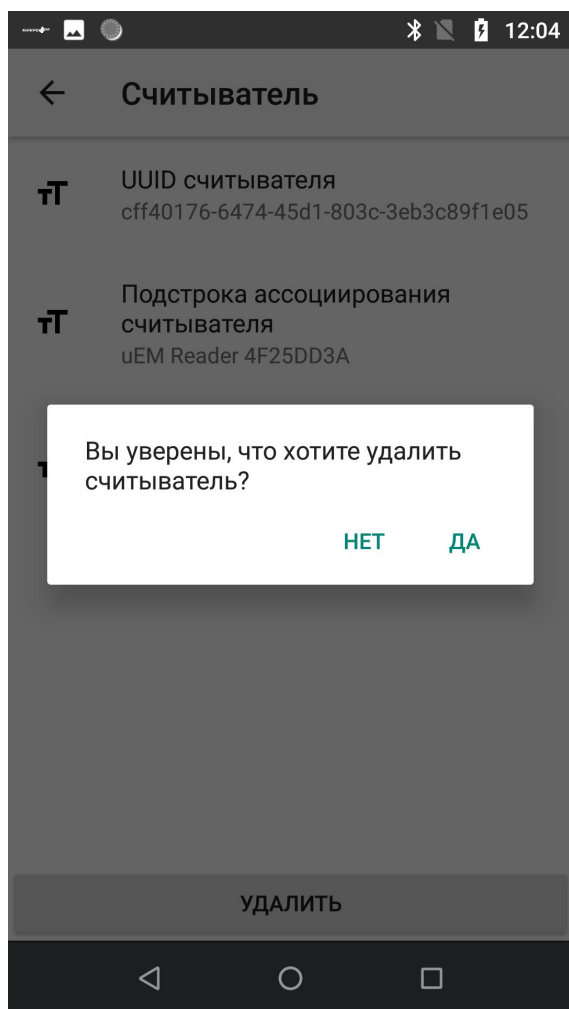 12:04
Считыватель
UUID считывателя
cff40176-6474-45d1-803c-3eb3c89f1e05
Подстрока ассоциирования
считывателя
uEM Reader 4F25DD3A
Вы уверены, что хотите удалить
считыватель?
НЕТ ДА
УДАЛИТЬ